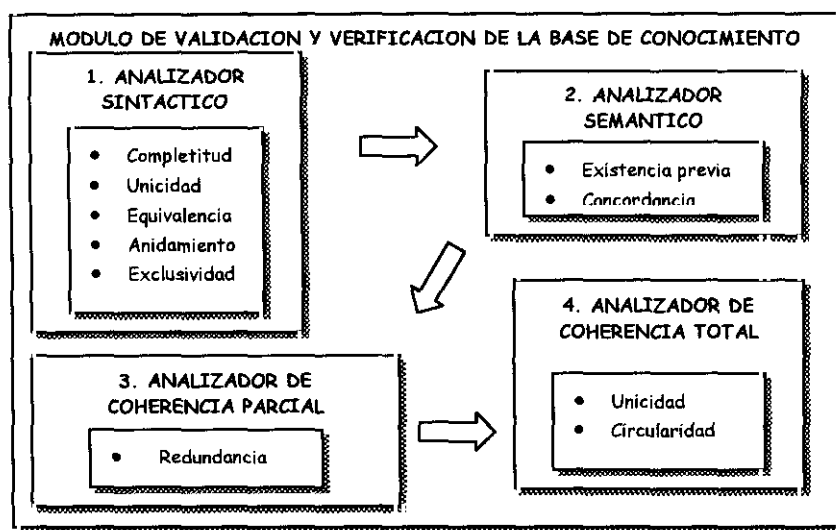 MODULO DE VALIDACION Y VERIFICACION DE LA BASE DE CONOCIMIENTO
1. ANALIZADOR
SINTACTICO
• Completitud
• Unicidad
• Equivalencia
• Anidamiento
• Exclusividad
2. ANALIZADOR
SEMANTICO
• Existencia previa
• Concordancia
3. ANALIZADOR DE
COHERENCIA PARCIAL
• Redundancia
4. ANALIZADOR DE
COHERENCIA TOTAL
• Unicidad
• Circularidad